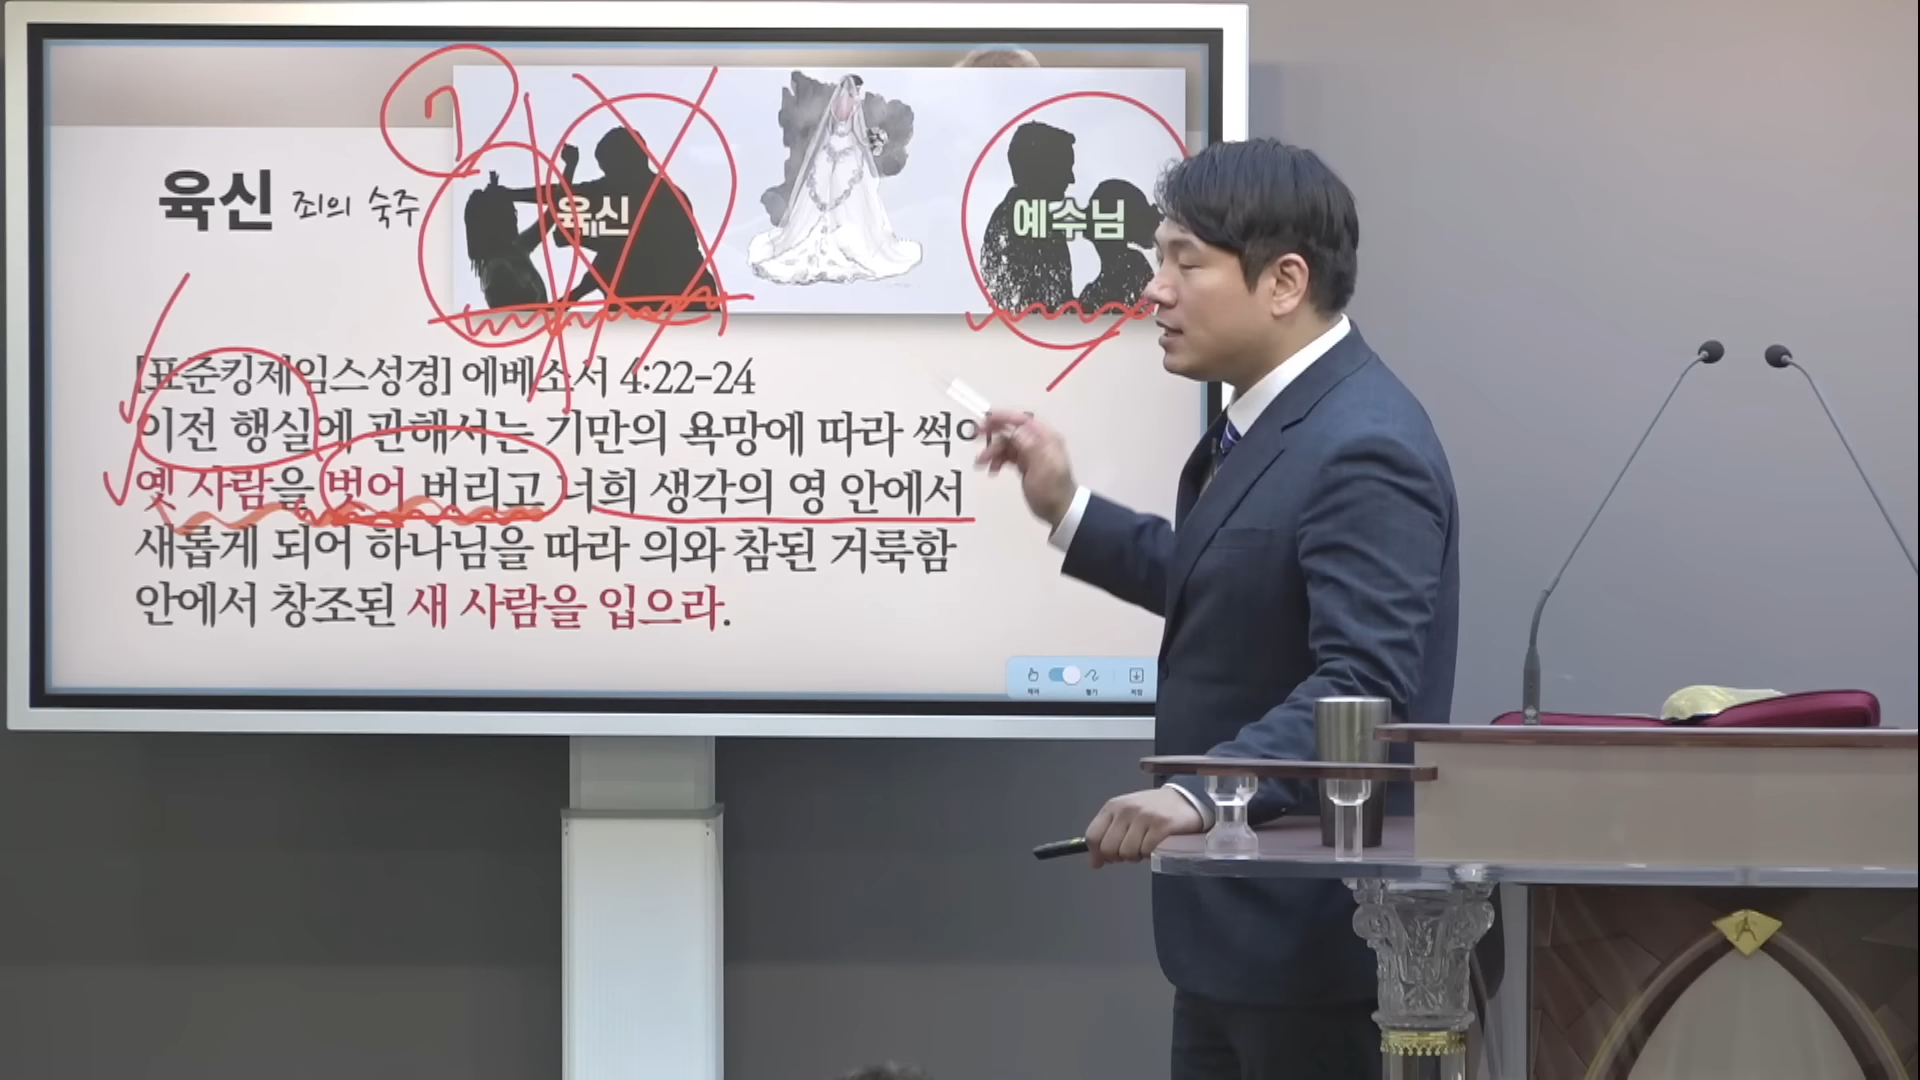 육신 죄의 숙주
육신
예수님
[표준킹제임스성경] 에베소서 4:22-24
이전 행실에 관해서는 기만의 욕망에 따라
옛 사람을 벗어 버리고 너희 생각의 영 안에서
새롭게 되어 하나님을 따라 의와 참된 거룩함
안에서 창조된 새 사람을 입으라.